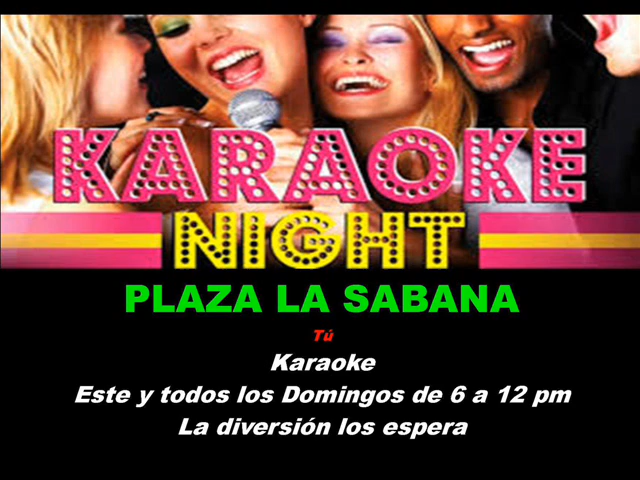 KARAOKE
NIGHT
PLAZA LA SABANA
Tú
Karaoke
Este y todos los Domingos de 6 a 12 pm
La diversión los espera